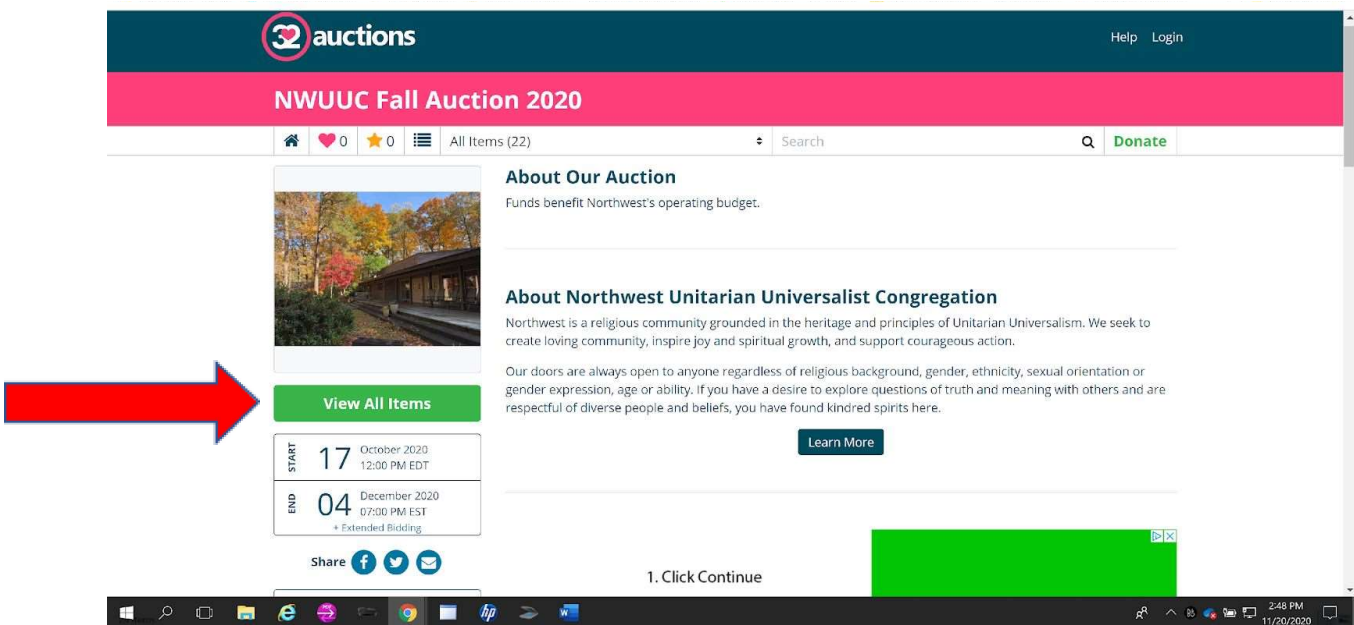 32 auctions
Help Login
NWUUC Fall Auction 2020
0 0 All Items (22) Search Donate
About Our Auction
Funds benefit Northwest's operating budget.
About Northwest Unitarian Universalist Congregation
Northwest is a religious community grounded in the heritage and principles of Unitarian Universalism. We seek to
create loving community, inspire joy and spiritual growth, and support courageous action.
Our doors are always open to anyone regardless of religious background, gender, ethnicity, sexual orientation or
gender expression, age or ability. If you have a desire to explore questions of truth and meaning with others and are
respectful of diverse people and beliefs, you have found kindred spirits here.
Learn More
View All Items
START
17 October 2020
12:00 PM EDT
END
04 December 2020
07:00 PM EST
+ Extended Bidding
Share
1. Click Continue
2:48 PM
11/20/2020